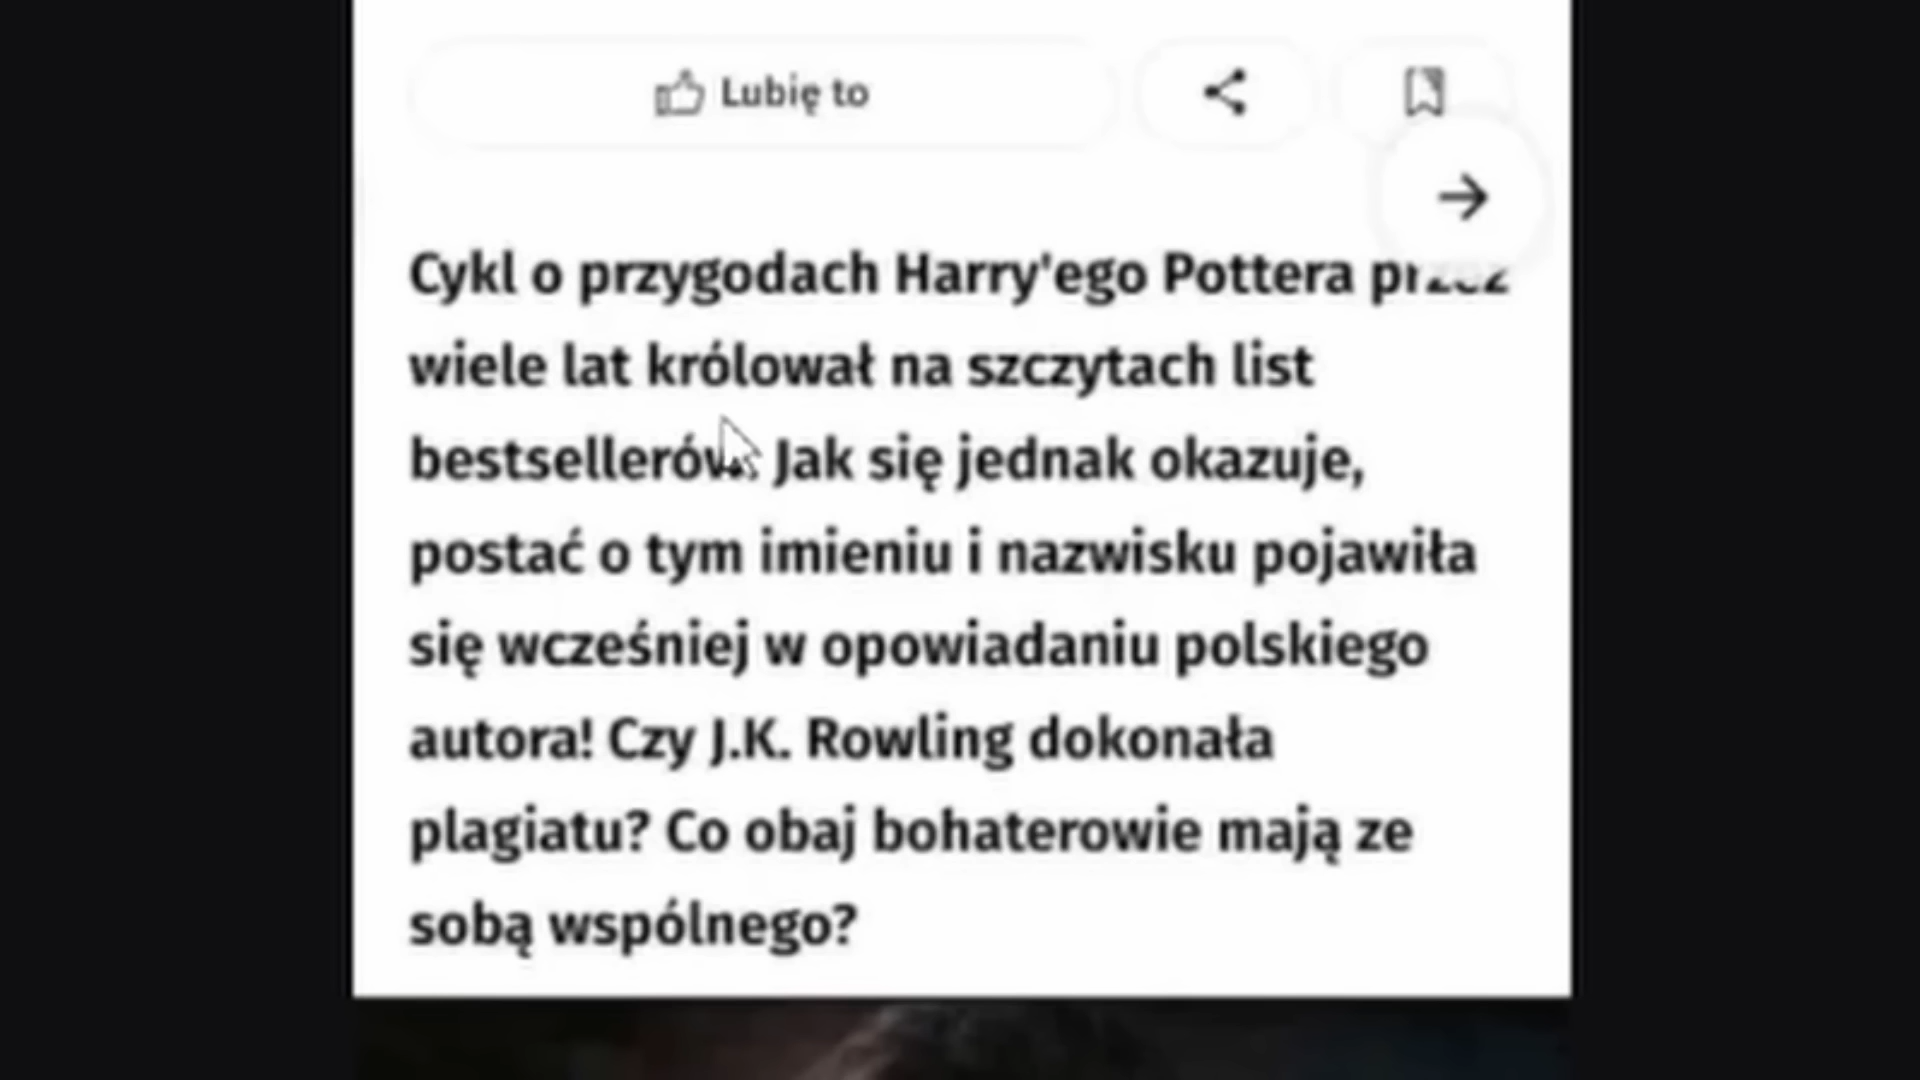 Lubię to
Cykl o przygodach Harry'ego Pottera przez
wiele lat królował na szczytach list
bestsellerów. Jak się jednak okazuje,
postać o tym imieniu i nazwisku pojawiła
się wcześniej w opowiadaniu polskiego
autora! Czy J.K. Rowling dokonała
plagiatu? Co obaj bohaterowie mają ze
sobą wspólnego?